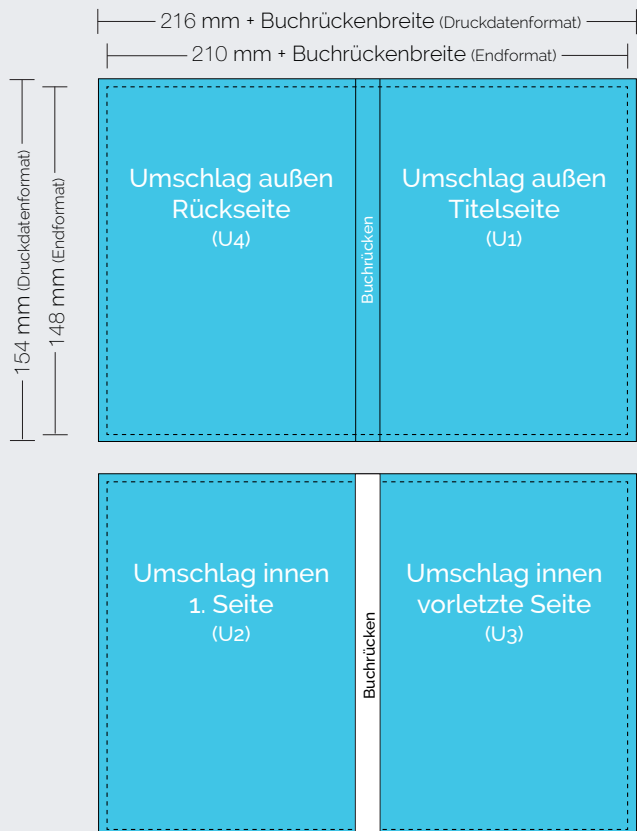 216 mm + Buchrückenbreite (Druckdatenformat)
210 mm + Buchrückenbreite (Endformat)
154 mm (Druckdatenformat)
148 mm (Endformat)
Umschlag außen
Rückseite
(U4)
Buchrücken
Umschlag außen
Titelseite
(U1)
Umschlag innen
1. Seite
(U2)
Buchrücken
Umschlag innen
vorletzte Seite
(U3)